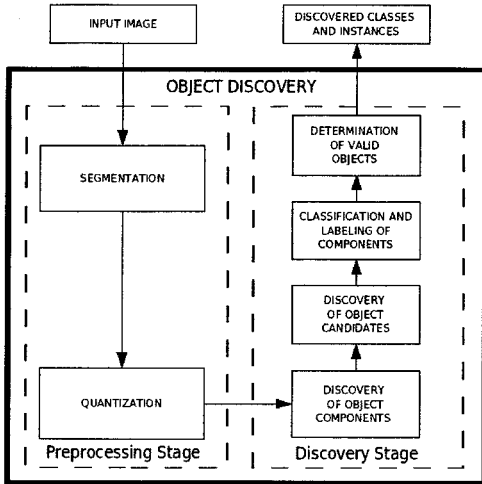 INPUT IMAGE
DISCOVERED CLASSES
AND INSTANCES
OBJECT DISCOVERY
SEGMENTATION
QUANTIZATION
Preprocessing Stage
DETERMINATION
OF VALID
OBJECTS
CLASSIFICATION AND
LABELING OF
COMPONENTS
DISCOVERY
OF OBJECT
CANDIDATES
DISCOVERY
OF OBJECT
COMPONENTS
Discovery Stage